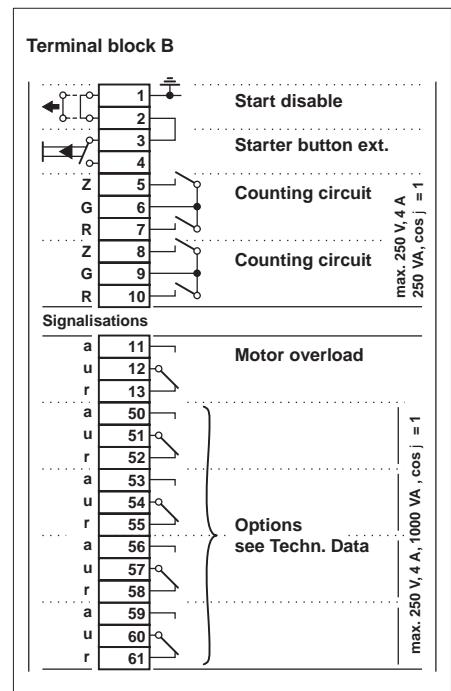 Terminal block B
1
2
Start disable
3
4
Starter button ext.
Z 5
G 6
R 7
Counting circuit
Z 8
G 9
R 10
Counting circuit
max. 250 V, 4 A
250 VA, cos j = 1
Signalisations
a 11
u 12
r 13
Motor overload
a 50
u 51
r 52
a 53
u 54
r 55
a 56
u 57
r 58
a 59
u 60
r 61
Options
see Techn. Data
max. 250 V, 4 A, 1000 VA , cos j = 1